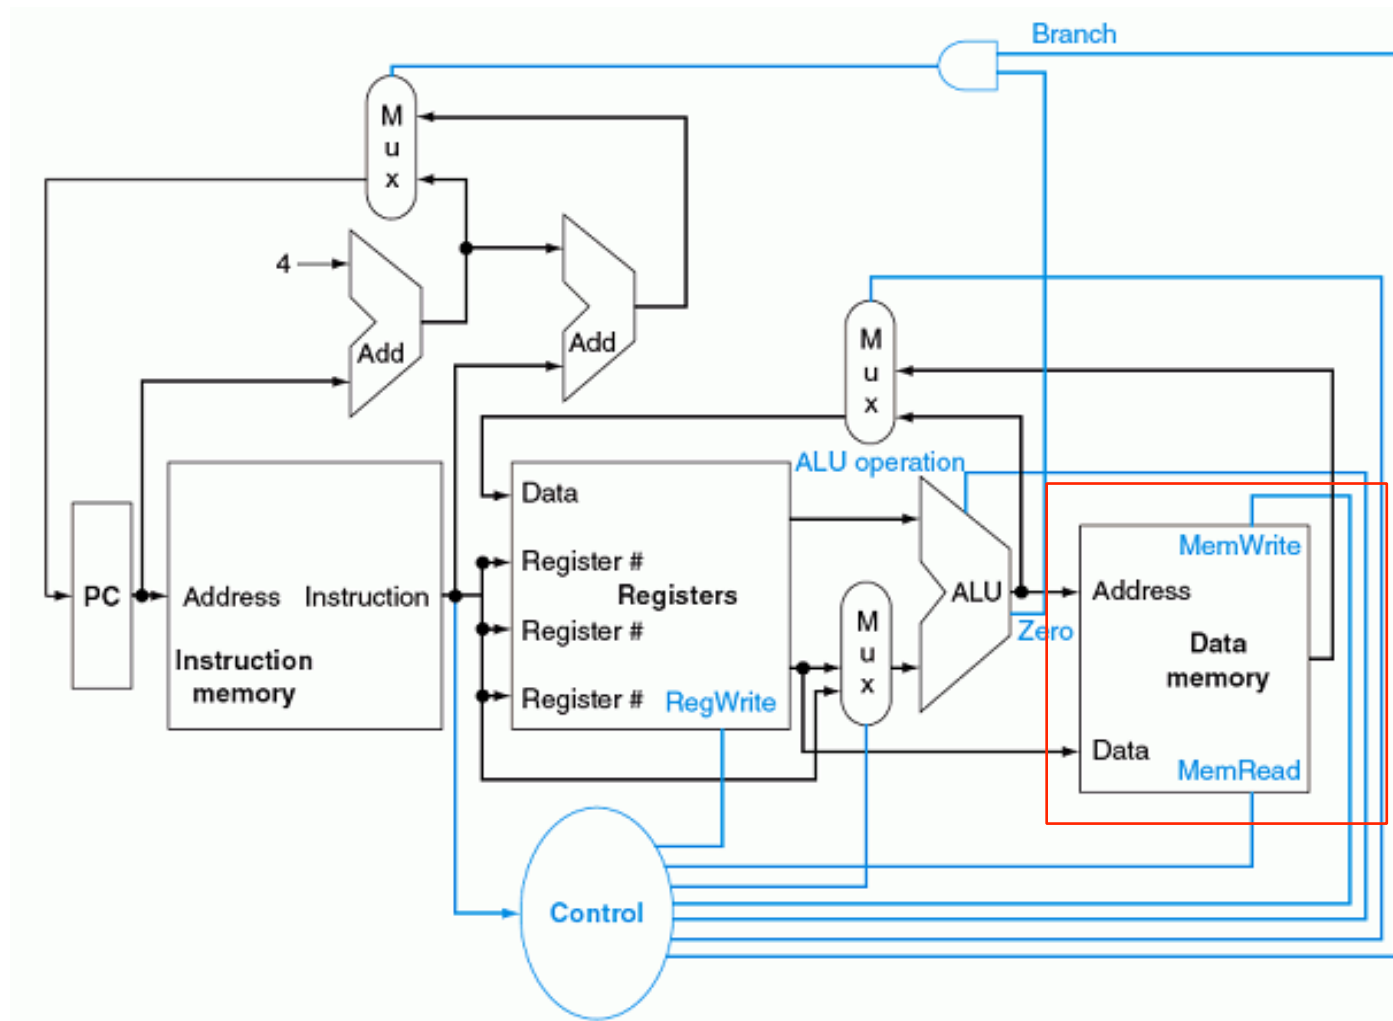 Branch
M
u
x
4
Add
Add
M
u
x
ALU operation
Data
Register #
Registers
Register #
Register #
RegWrite
PC
Address
Instruction
Instruction
memory
M
u
x
ALU
Zero
MemWrite
Address
Data
memory
Data
MemRead
Control